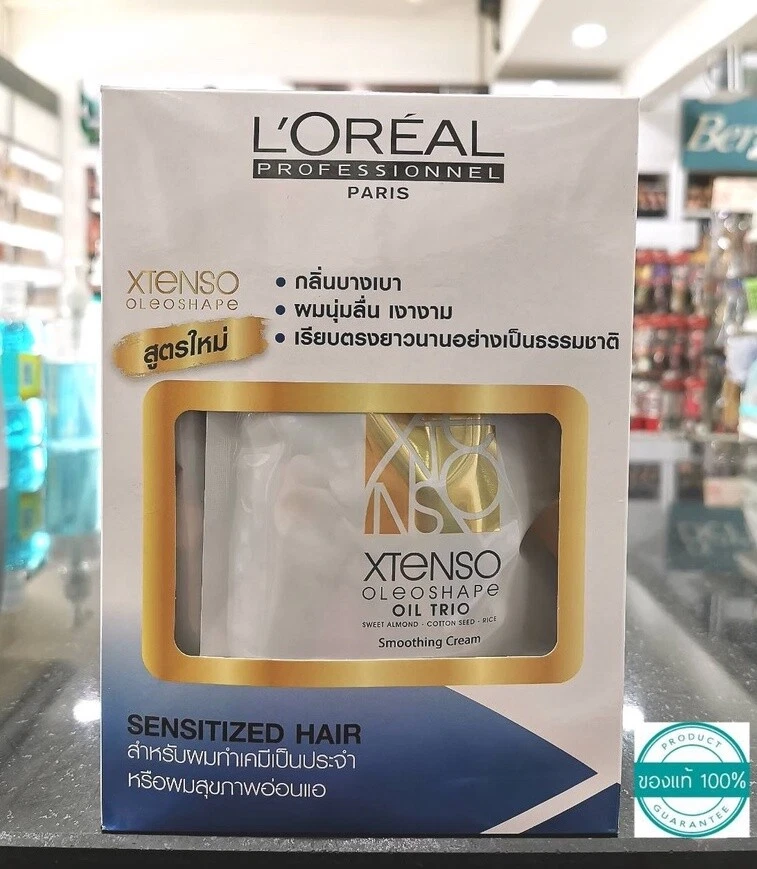 L'ORÉAL
PROFESSIONNEL
PARIS
XTENSO
OLEOSHAPE
สูตรใหม่
• กลิ่นบางเบา
• ผมนุ่มลื่น เงางาม
• เรียบตรงยาวนานอย่างเป็นธรรมชาติ
XTENSO
OLEOSHAPE
OIL TRIO
SWEET ALMOND - COTTON SEED - RICE
Smoothing Cream
SENSITIZED HAIR
สำหรับผมทำเคมีเป็นประจำ
หรือผมสุขภาพอ่อนแอ
PRODUCT
ของแท้ 100%
GUARANTEE